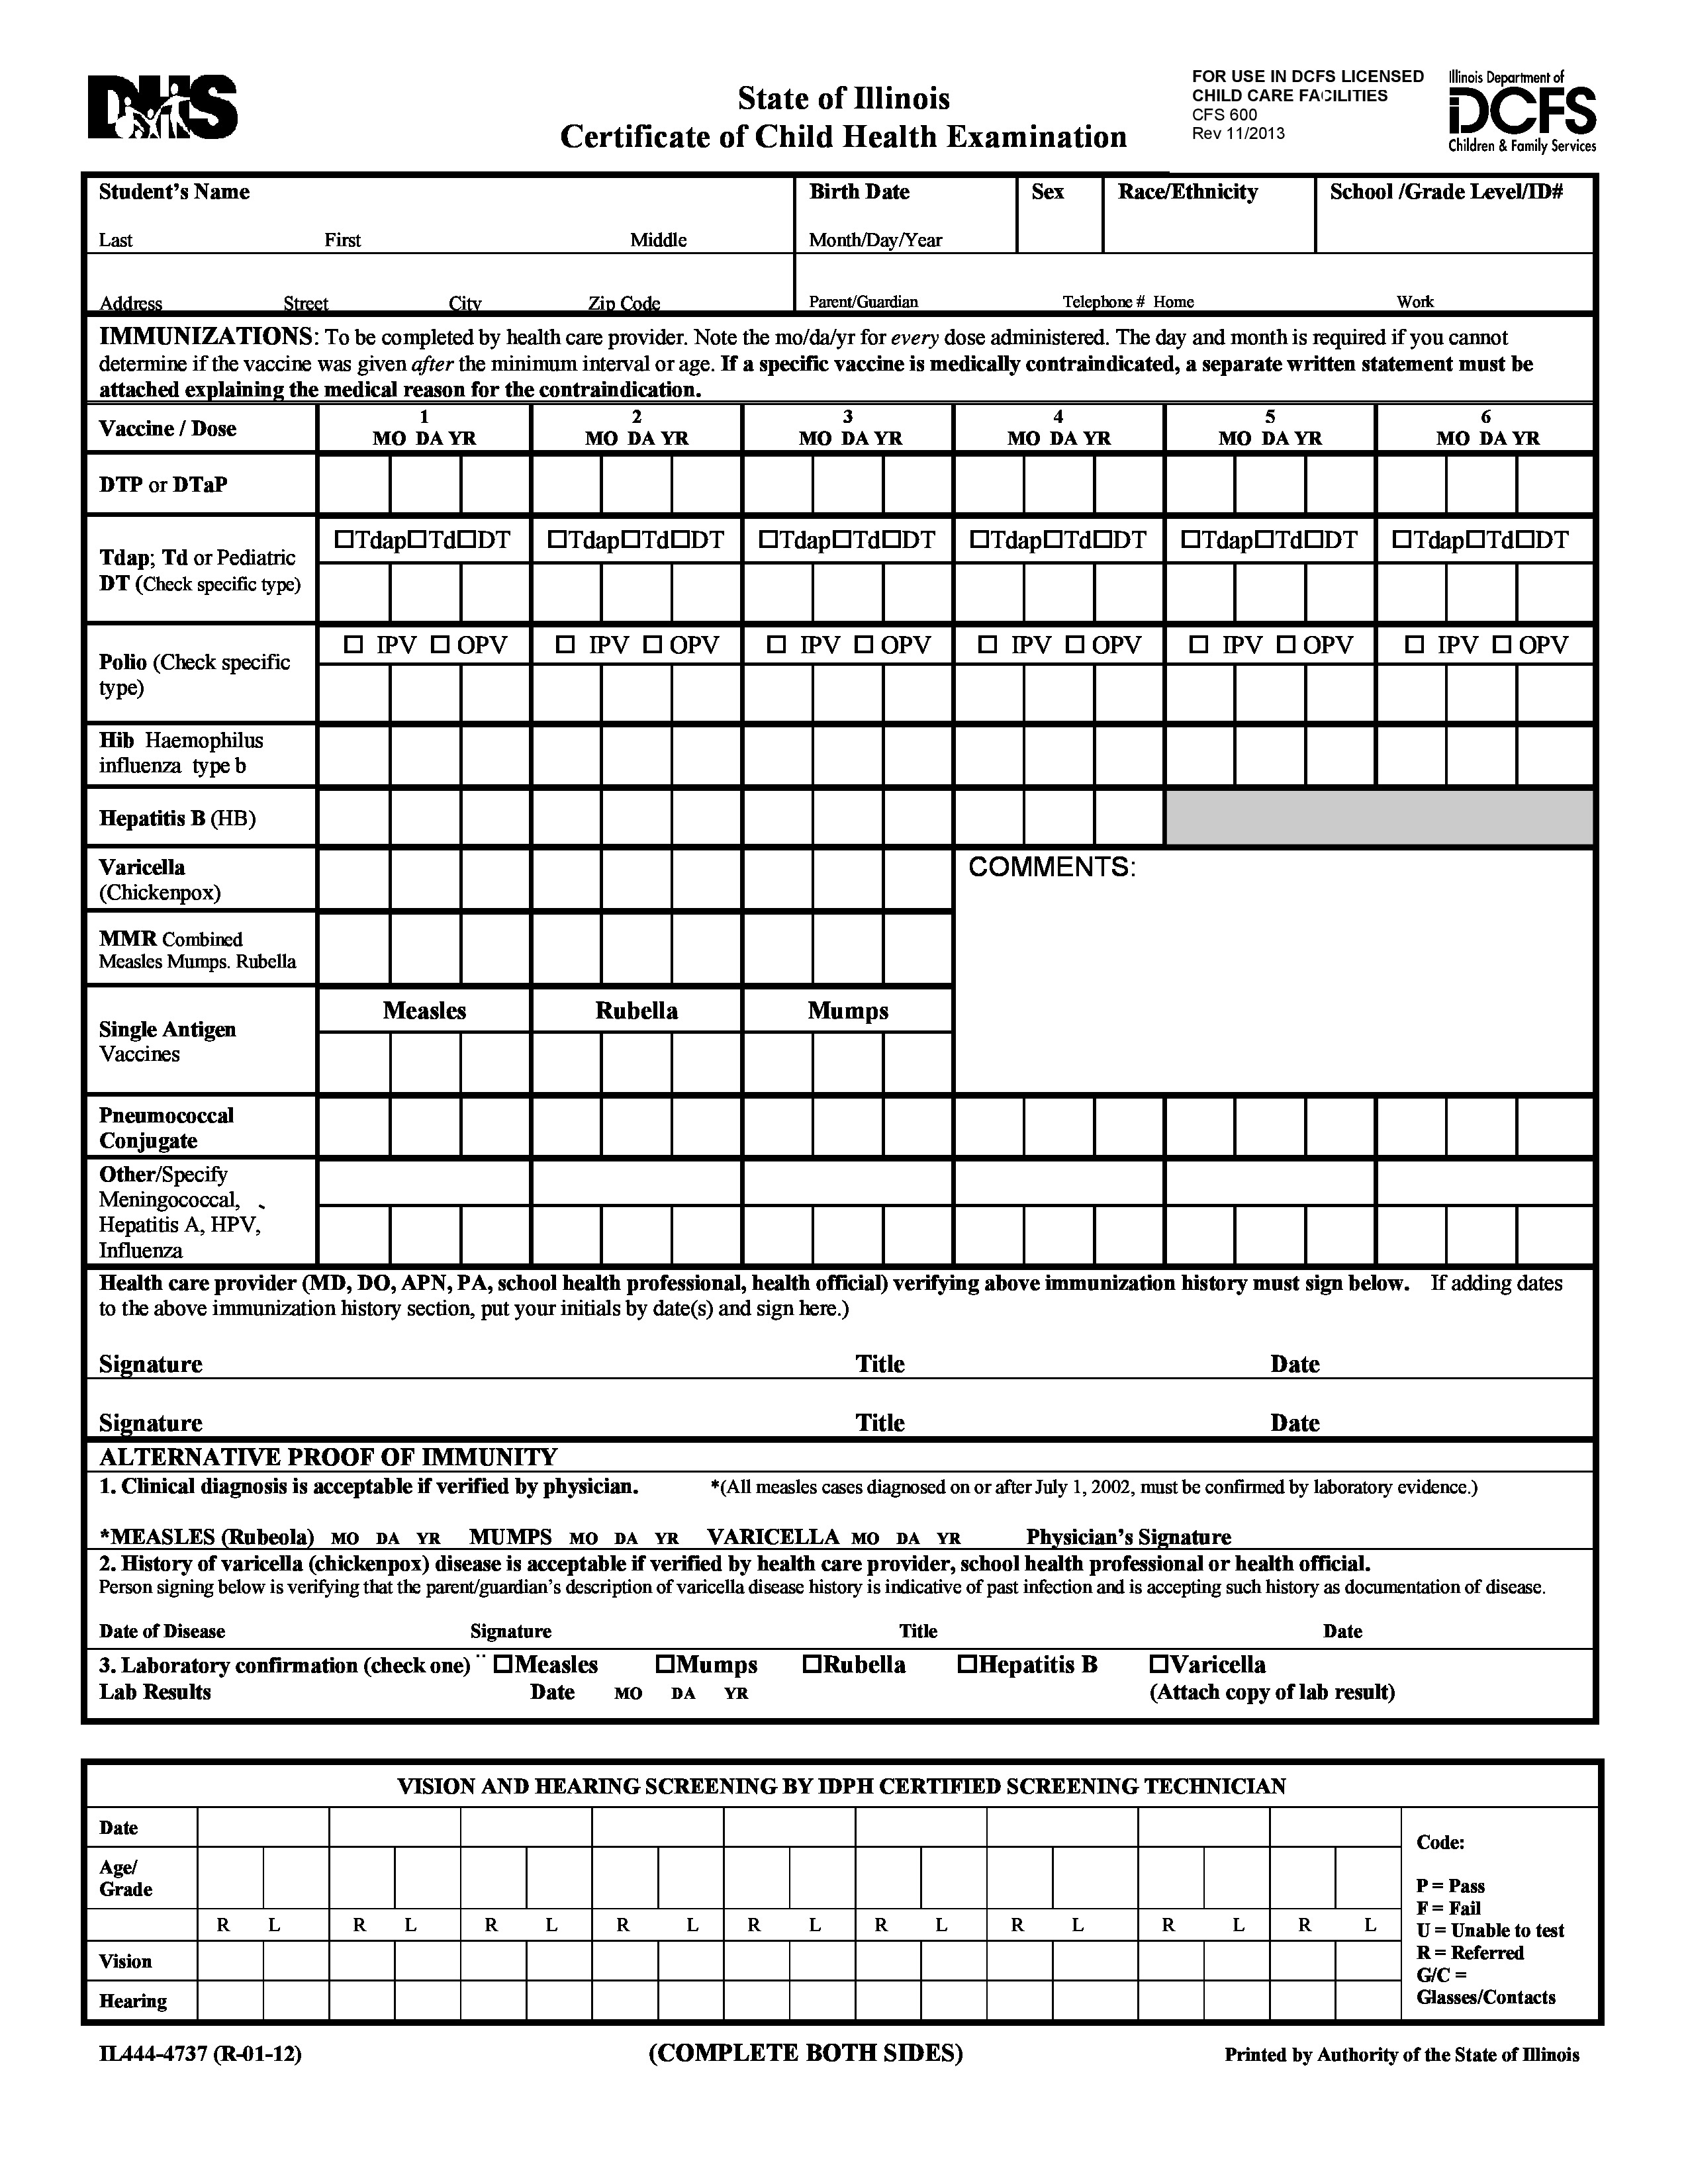 DHS
State of Illinois
Certificate of Child Health Examination
FOR USE IN DCFS LICENSED
CHILD CARE FACILITIES
CFS 600
Rev 11/2013
Illinois Department of
DCFS
Children & Family Services
Student's Name
Last First Middle
Birth Date
Month/Day/Year
Sex
Race/Ethnicity
School /Grade Level/ID#
Address Street City Zip Code
Parent/Guardian Telephone # Home Work
IMMUNIZATIONS: To be completed by health care provider. Note the mo/da/yr for every dose administered. The day and month is required if you cannot
determine if the vaccine was given after the minimum interval or age. If a specific vaccine is medically contraindicated, a separate written statement must be
attached explaining the medical reason for the contraindication.
Vaccine / Dose
1
MO DA YR
2
MO DA YR
3
MO DA YR
4
MO DA YR
5
MO DA YR
6
MO DA YR
DTP or DTaP
Tdap; Td or Pediatric
DT (Check specific type)
☐Tdap☐Td☐DT ☐Tdap☐Td☐DT ☐Tdap☐Td☐DT ☐Tdap☐Td☐DT ☐Tdap☐Td☐DT ☐Tdap☐Td☐DT
Polio (Check specific
type)
☐ IPV ☐ OPV ☐ IPV ☐ OPV ☐ IPV ☐ OPV ☐ IPV ☐ OPV ☐ IPV ☐ OPV ☐ IPV ☐ OPV
Hib Haemophilus
influenza type b
Hepatitis B (HB)
Varicella
(Chickenpox)
COMMENTS:
MMR Combined
Measles Mumps. Rubella
Single Antigen
Vaccines
Measles Rubella Mumps
Pneumococcal
Conjugate
Other/Specify
Meningococcal,
Hepatitis A, HPV,
Influenza
Health care provider (MD, DO, APN, PA, school health professional, health official) verifying above immunization history must sign below. If adding dates
to the above immunization history section, put your initials by date(s) and sign here.)
Signature Title Date
Signature Title Date
ALTERNATIVE PROOF OF IMMUNITY
1. Clinical diagnosis is acceptable if verified by physician. *(All measles cases diagnosed on or after July 1, 2002, must be confirmed by laboratory evidence.)
*MEASLES (Rubeola) MO DA YR MUMPS MO DA YR VARICELLA MO DA YR Physician's Signature
2. History of varicella (chickenpox) disease is acceptable if verified by health care provider, school health professional or health official.
Person signing below is verifying that the parent/guardian's description of varicella disease history is indicative of past infection and is accepting such history as documentation of disease.
Date of Disease Signature Title Date
3. Laboratory confirmation (check one) ☐Measles ☐Mumps ☐Rubella ☐Hepatitis B ☐Varicella
Lab Results Date MO DA YR (Attach copy of lab result)
VISION AND HEARING SCREENING BY IDPH CERTIFIED SCREENING TECHNICIAN
Date
Age/
Grade
R L R L R L R L R L R L R L R L R L
Vision
Hearing
Code:
P = Pass
F = Fail
U = Unable to test
R = Referred
G/C =
Glasses/Contacts
IL444-4737 (R-01-12) (COMPLETE BOTH SIDES) Printed by Authority of the State of Illinois